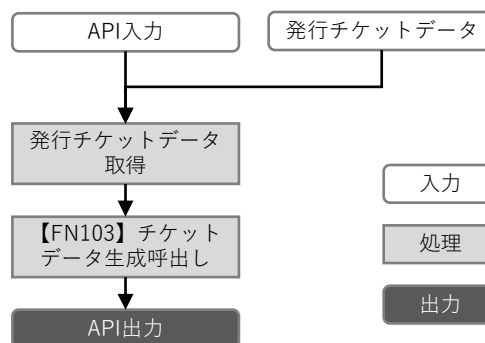 API入力
発行チケットデータ
発行チケットデータ
取得
【FN103】チケット
データ生成呼出し
API出力
入力
処理
出力